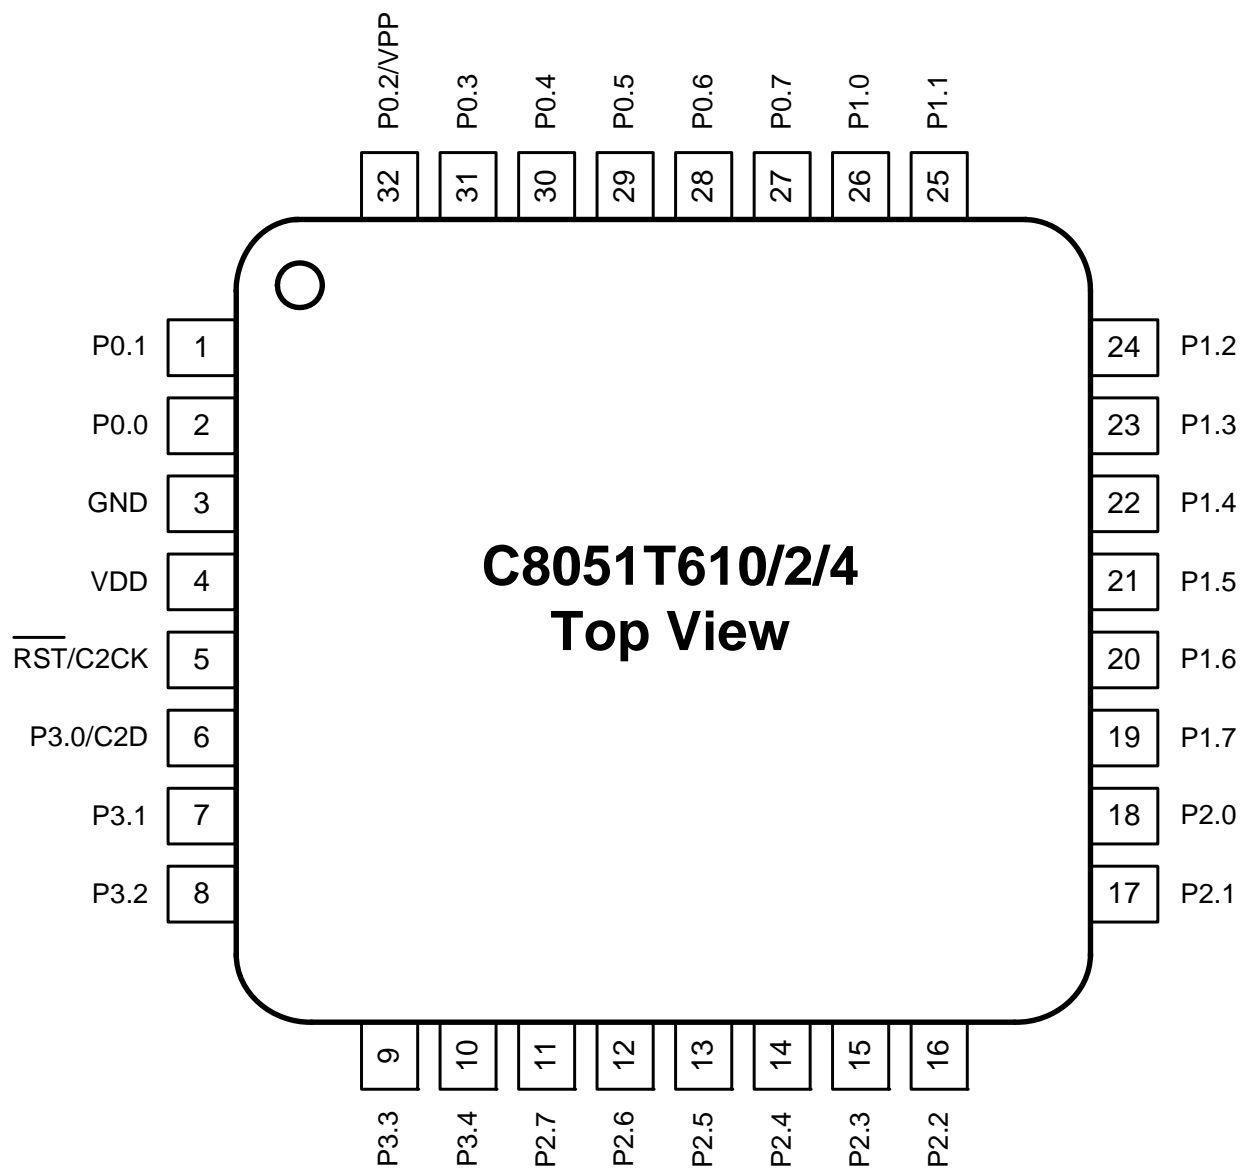 P0.2/VPP
P0.3
P0.4
P0.5
P0.6
P0.7
P1.0
P1.1
32
31
30
29
28
27
26
25
P0.1 1
24 P1.2
P0.0 2
23 P1.3
GND 3
22 P1.4
VDD 4
21 P1.5
C8051T610/2/4
Top View
RST/C2CK 5
20 P1.6
P3.0/C2D 6
19 P1.7
P3.1 7
18 P2.0
P3.2 8
17 P2.1
9
10
11
12
13
14
15
16
P3.3
P3.4
P2.7
P2.6
P2.5
P2.4
P2.3
P2.2